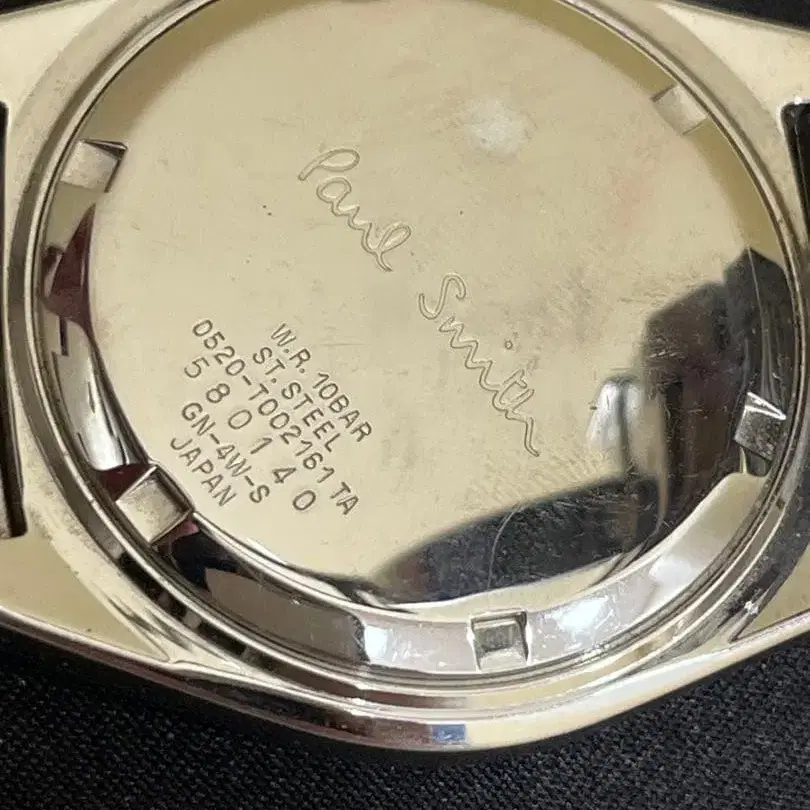 Paul Smith
W.R. 10BAR
ST. STEEL
0520-T002161 TA
580140
GN-4W-S
JAPAN